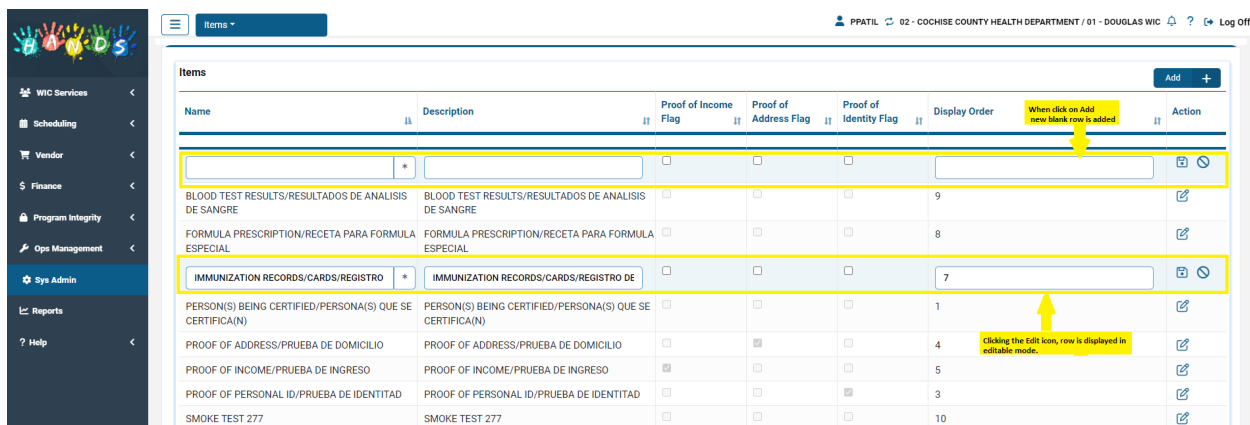 HANDS
Items
PPATIL 02 - COCHISE COUNTY HEALTH DEPARTMENT / 01 - DOUGLAS WIC ? Log Off
WIC Services
Scheduling
Vendor
$ Finance
Program Integrity
Ops Management
Sys Admin
Reports
? Help
Items
Add +
Name
Description
Proof of Income
Flag
Proof of
Address Flag
Proof of
Identity Flag
Display Order
When click on Add
new blank row is added
Action
*
BLOOD TEST RESULTS/RESULTADOS DE ANALISIS
DE SANGRE
BLOOD TEST RESULTS/RESULTADOS DE ANALISIS
DE SANGRE
9
FORMULA PRESCRIPTION/RECETA PARA FORMULA
ESPECIAL
FORMULA PRESCRIPTION/RECETA PARA FORMULA
ESPECIAL
8
IMMUNIZATION RECORDS/CARDS/REGISTRO *
IMMUNIZATION RECORDS/CARDS/REGISTRO DE
7
PERSON(S) BEING CERTIFIED/PERSONA(S) QUE SE
CERTIFICA(N)
PERSON(S) BEING CERTIFIED/PERSONA(S) QUE SE
CERTIFICA(N)
1
Clicking the Edit icon, row is displayed in
editable mode.
PROOF OF ADDRESS/PRUEBA DE DOMICILIO
PROOF OF ADDRESS/PRUEBA DE DOMICILIO
4
PROOF OF INCOME/PRUEBA DE INGRESO
PROOF OF INCOME/PRUEBA DE INGRESO
5
PROOF OF PERSONAL ID/PRUEBA DE IDENTITAD
PROOF OF PERSONAL ID/PRUEBA DE IDENTITAD
3
SMOKE TEST 277
SMOKE TEST 277
10